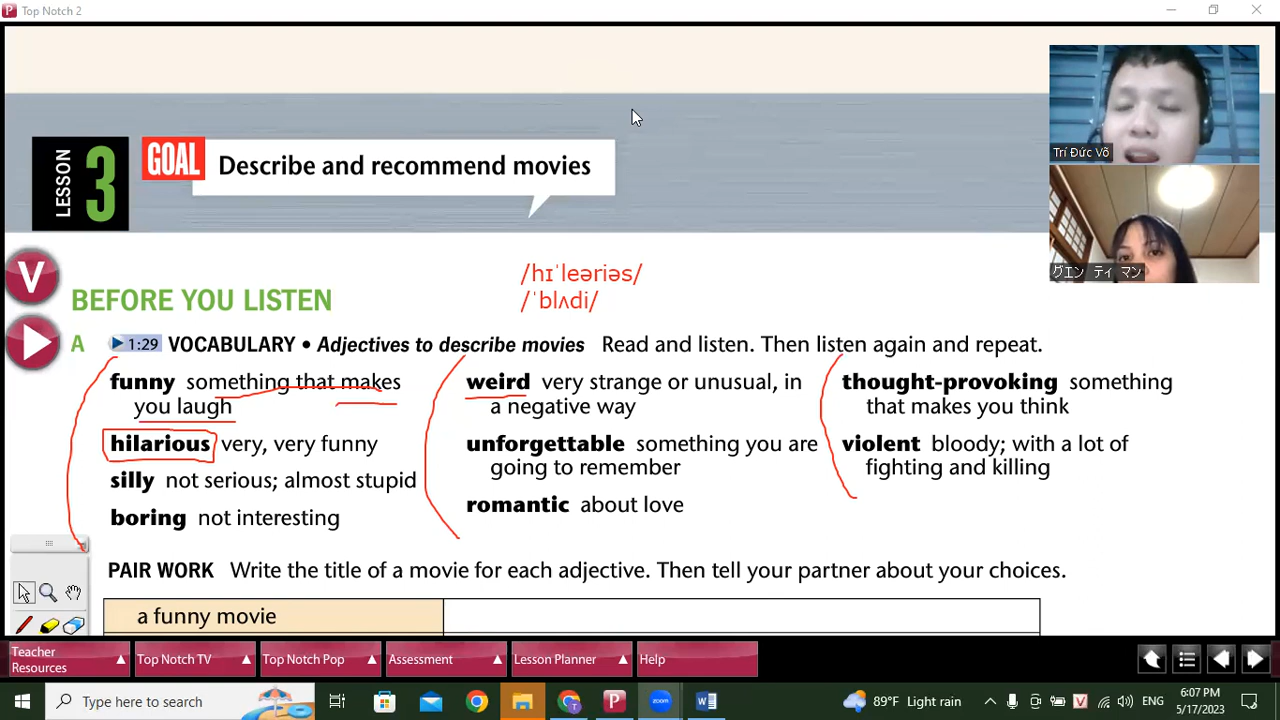 Top Notch 2
LESSON 3
GOAL Describe and recommend movies
Trí Đức Võ
グエン ティ マン
V
/hɪˈleəriəs/
/ˈblʌdi/
BEFORE YOU LISTEN
A 1:29 VOCABULARY • Adjectives to describe movies Read and listen. Then listen again and repeat.
funny something that makes
you laugh
hilarious very, very funny
silly not serious; almost stupid
boring not interesting
weird very strange or unusual, in
a negative way
unforgettable something you are
going to remember
romantic about love
thought-provoking something
that makes you think
violent bloody; with a lot of
fighting and killing
PAIR WORK Write the title of a movie for each adjective. Then tell your partner about your choices.
a funny movie
Teacher
Resources
Top Notch TV
Top Notch Pop
Assessment
Lesson Planner
Help
Type here to search
zoom
89°F Light rain
V
ENG
6:07 PM
5/17/2023